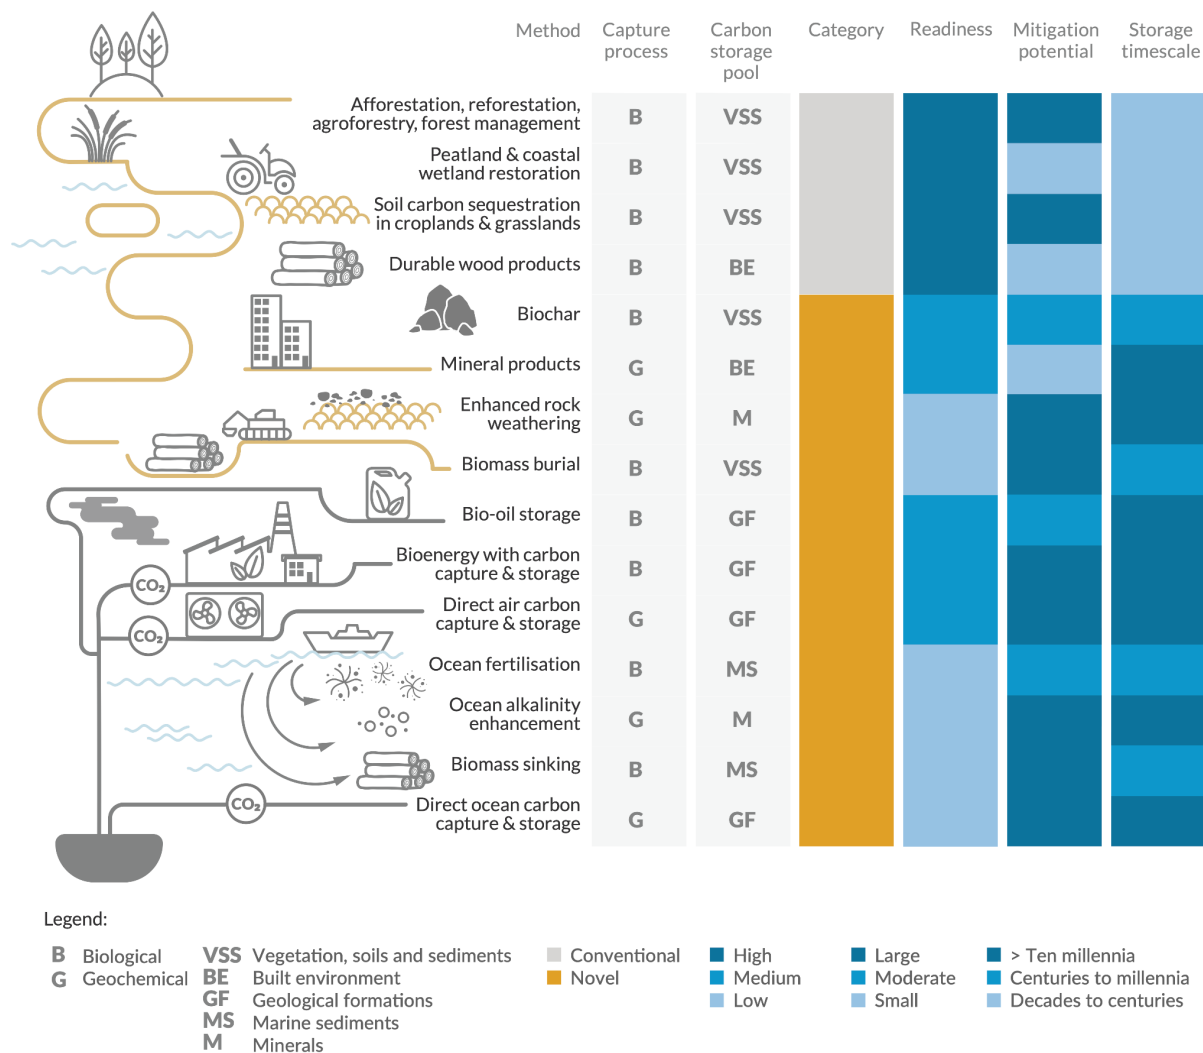 Method
Capture process
Carbon storage pool
Category
Readiness
Mitigation potential
Storage timescale
Afforestation, reforestation,
agroforestry, forest management
B
VSS
Peatland & coastal
wetland restoration
B
VSS
Soil carbon sequestration
in croplands & grasslands
B
VSS
Durable wood products
B
BE
Biochar
B
VSS
Mineral products
G
BE
Enhanced rock
weathering
G
M
Biomass burial
B
VSS
Bio-oil storage
B
GF
Bioenergy with carbon
capture & storage
B
GF
CO₂
Direct air carbon
capture & storage
G
GF
CO₂
Ocean fertilisation
B
MS
Ocean alkalinity
enhancement
G
M
Biomass sinking
B
MS
CO₂
Direct ocean carbon
capture & storage
G
GF
Legend:
B Biological
G Geochemical
VSS Vegetation, soils and sediments
BE Built environment
GF Geological formations
MS Marine sediments
M Minerals
Conventional
Novel
High
Medium
Low
Large
Moderate
Small
> Ten millennia
Centuries to millennia
Decades to centuries